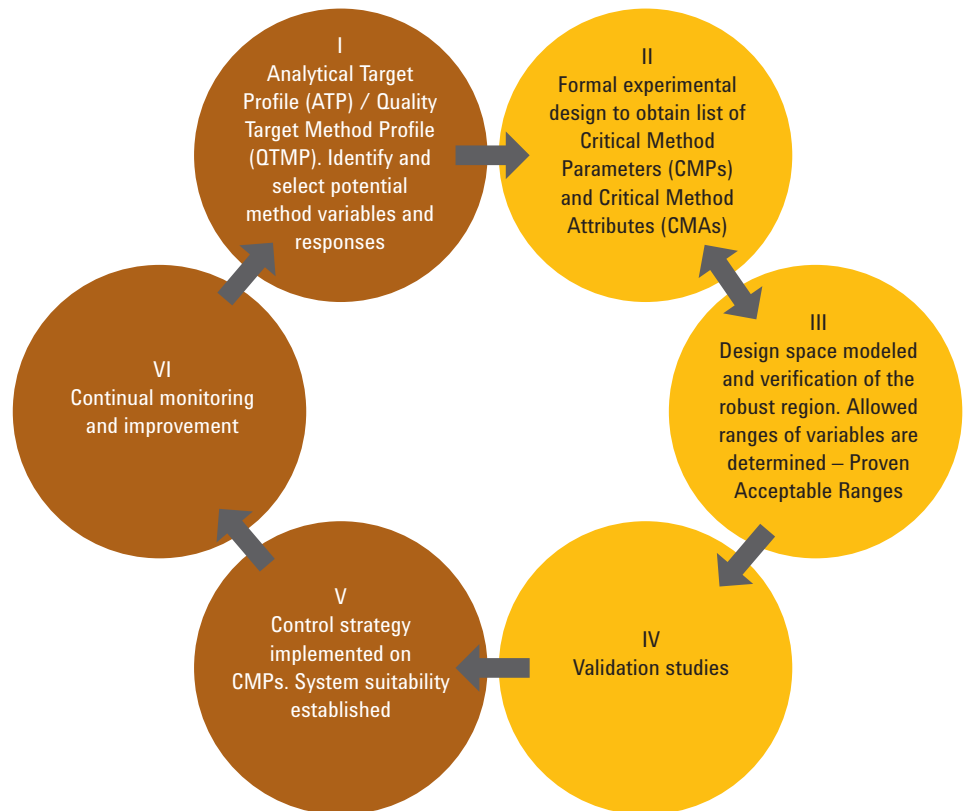 I
Analytical Target
Profile (ATP) / Quality
Target Method Profile
(QTMP). Identify and
select potential
method variables and
responses
II
Formal experimental
design to obtain list of
Critical Method
Parameters (CMPs)
and Critical Method
Attributes (CMAs)
III
Design space modeled
and verification of the
robust region. Allowed
ranges of variables are
determined – Proven
Acceptable Ranges
IV
Validation studies
V
Control strategy
implemented on
CMPs. System suitability
established
VI
Continual monitoring
and improvement